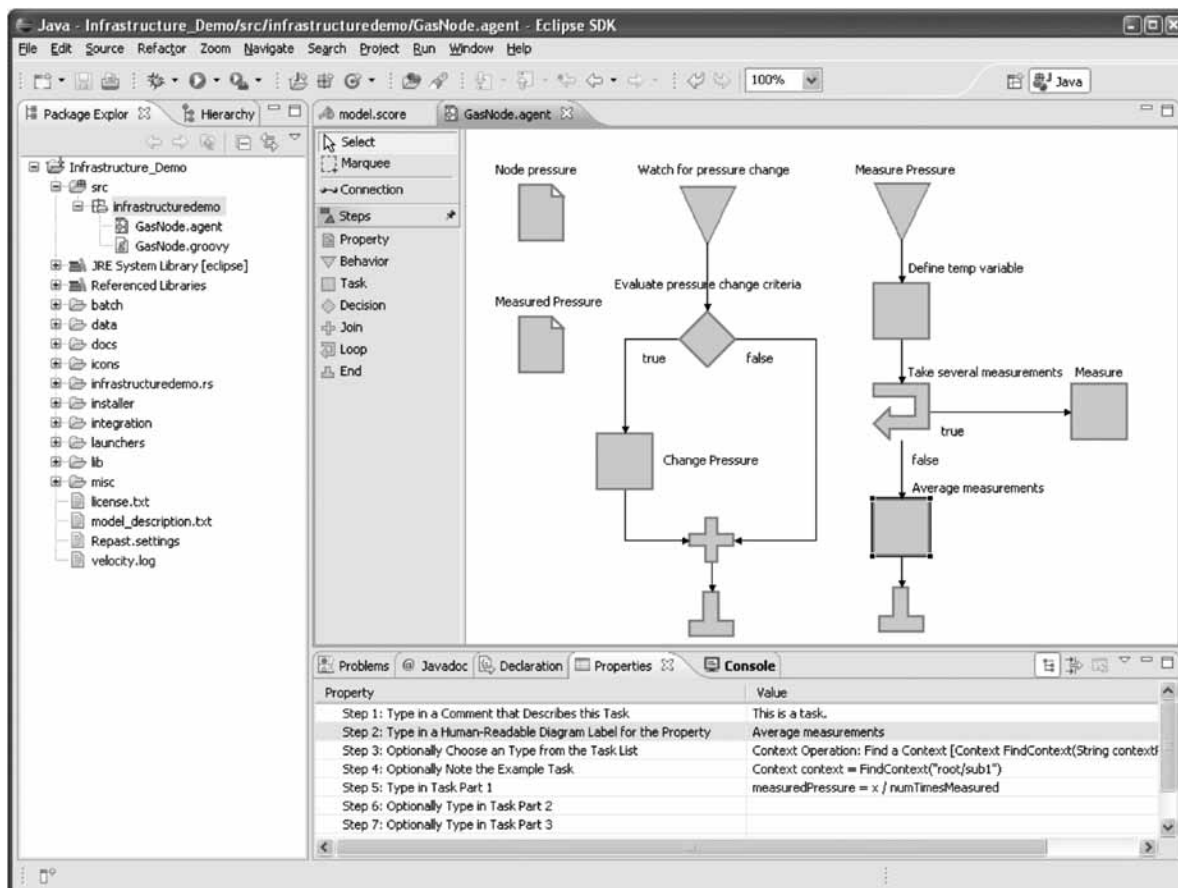 Java - Infrastructure_Demo/src/infrastructuredemo/GasNode.agent - Eclipse SDK
File Edit Source Refactor Zoom Navigate Search Project Run Window Help
100%
Java
Package Explor
Hierarchy
model.score
GasNode.agent
Infrastructure_Demo
src
infrastructuredemo
GasNode.agent
GasNode.groovy
JRE System Library [eclipse]
Referenced Libraries
batch
data
docs
icons
infrastructuredemo.rs
installer
integration
launchers
lib
misc
license.txt
model_description.txt
Repast.settings
velocity.log
Select
Marquee
Connection
Steps
Property
Behavior
Task
Decision
Join
Loop
End
Node pressure
Watch for pressure change
Measure Pressure
Define temp variable
Evaluate pressure change criteria
Measured Pressure
true
false
Take several measurements
Measure
true
false
Change Pressure
Average measurements
Problems
@ Javadoc
Declaration
Properties
Console
Property Value
Step 1: Type in a Comment that Describes this Task This is a task.
Step 2: Type in a Human-Readable Diagram Label for the Property Average measurements
Step 3: Optionally Choose an Type from the Task List Context Operation: Find a Context [Context FindContext(String context
Step 4: Optionally Note the Example Task Context context = FindContext("root/sub1")
Step 5: Type in Task Part 1 measuredPressure = x / numTimesMeasured
Step 6: Optionally Type in Task Part 2
Step 7: Optionally Type in Task Part 3